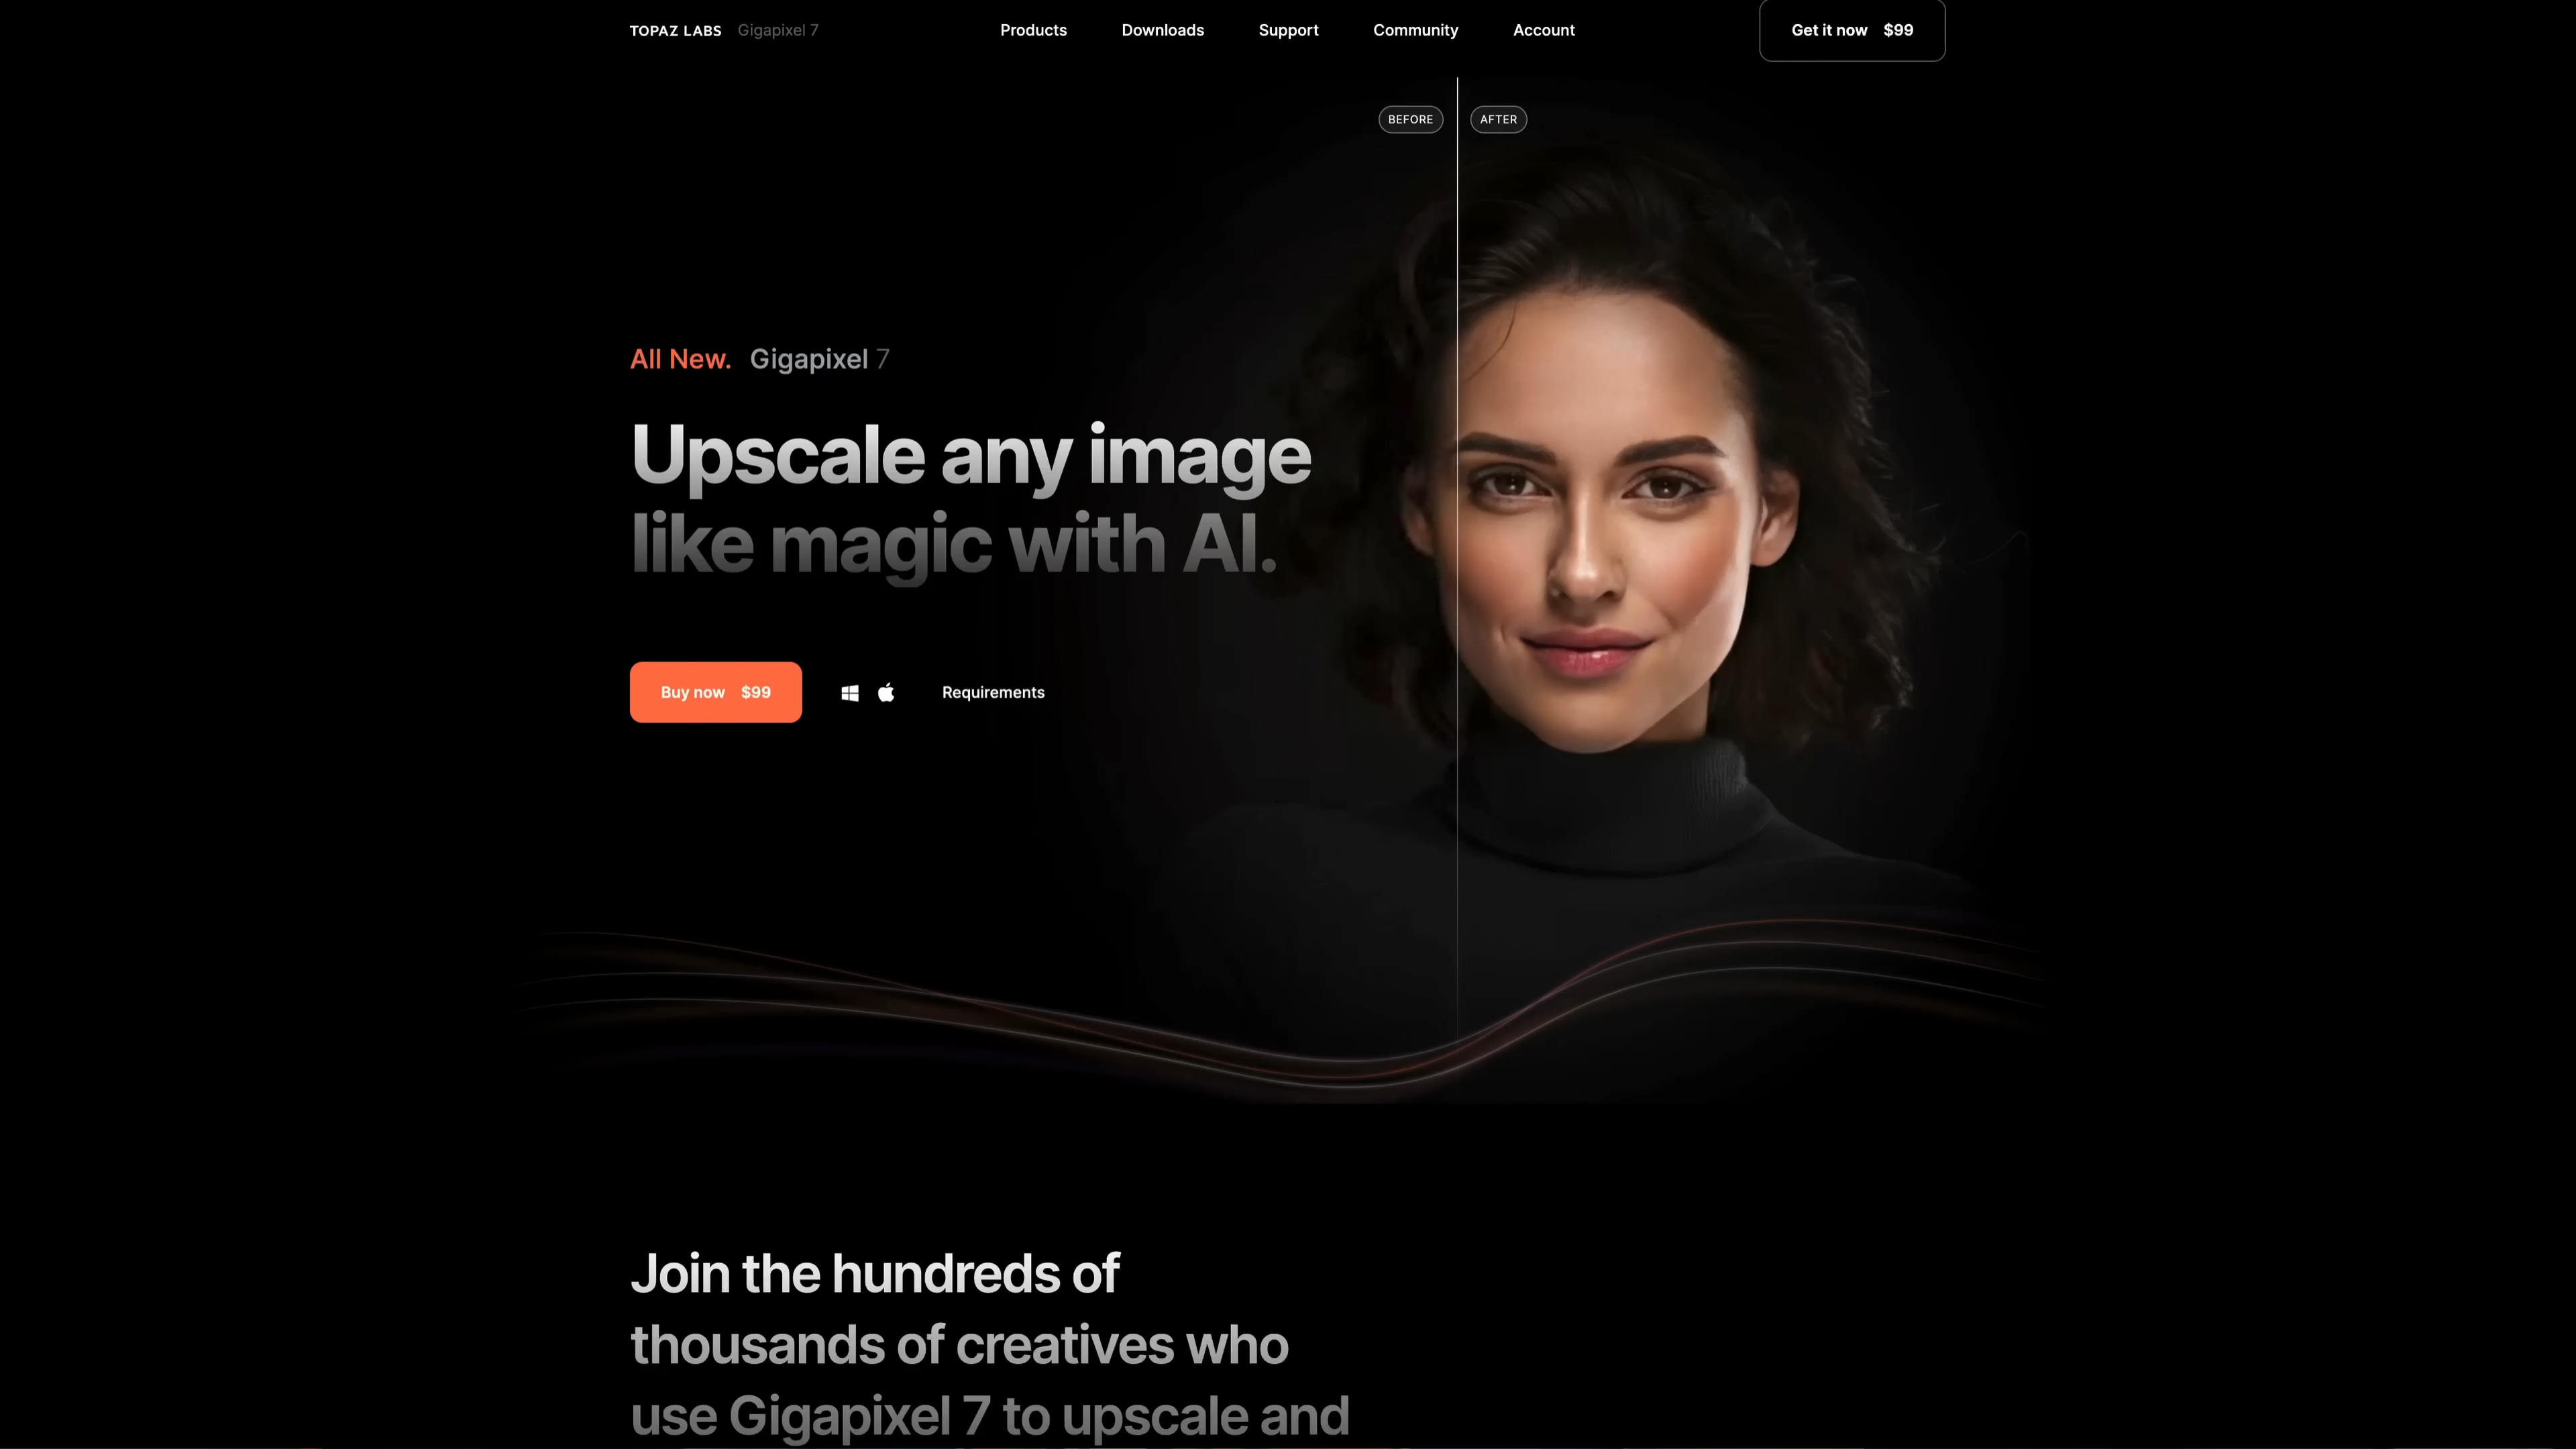 TOPAZ LABS Gigapixel 7 Products Downloads Support Community Account Get it now $99
BEFORE AFTER
All New. Gigapixel 7
Upscale any image
like magic with AI.
Buy now $99 Requirements
Join the hundreds of
thousands of creatives who
use Gigapixel 7 to upscale and